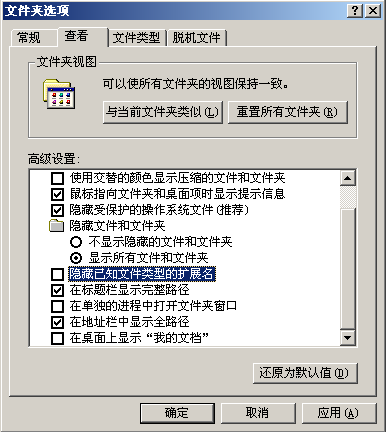 文件夹选项
常规
查看
文件类型
脱机文件
文件夹视图
可以使所有文件夹的视图保持一致。
与当前文件夹类似(L)
重置所有文件夹(R)
高级设置:
使用交替的颜色显示压缩的文件和文件夹
鼠标指向文件夹和桌面项时显示提示信息
隐藏受保护的操作系统文件(推荐)
隐藏文件和文件夹
不显示隐藏的文件和文件夹
显示所有文件和文件夹
隐藏已知文件类型的扩展名
在标题栏显示完整路径
在单独的进程中打开文件夹窗口
在地址栏中显示全路径
在桌面上显示“我的文档”
还原为默认值(D)
确定
取消
应用(A)